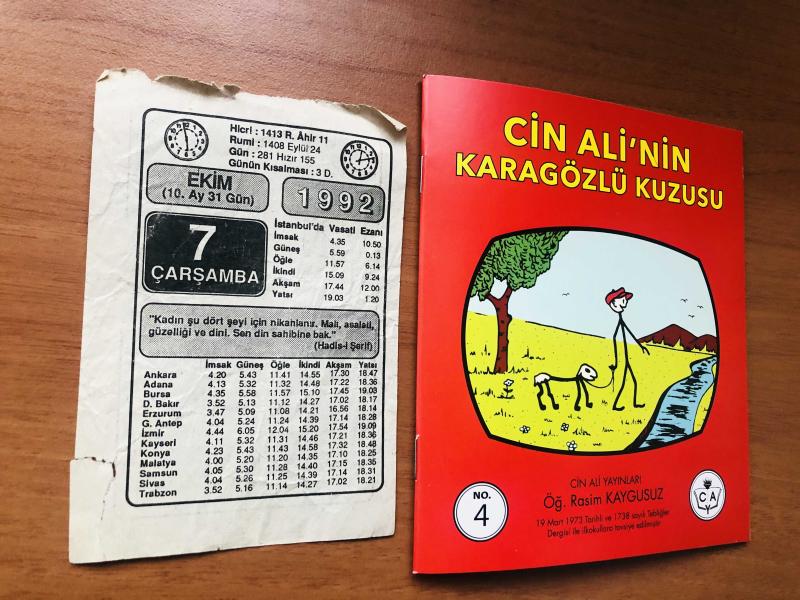 Hicri : 1413 R. Âhir 11
Rumi : 1408 Eylül 24
Gün : 281 Hızır 155
Günün Kısalması : 3 D.
EKİM
(10. Ay 31 Gün)
1992
7
ÇARŞAMBA
İstanbul'da Vasati Ezanî
İmsak 4.35 10.50
Güneş 5.59 0.13
Öğle 11.57 6.14
İkindi 15.09 9.24
Akşam 17.44 12.00
Yatsı 19.03 1.20
"Kadın şu dört şeyi için nikahlanır. Malı, asaleti,
güzelliği ve dini. Sen din sahibine bak."
(Hadis-i Şerif)
İmsak Güneş Öğle İkindi Akşam Yatsı
Ankara 4.20 5.43 11.41 14.55 17.30 18.47
Adana 4.13 5.32 11.32 14.48 17.22 18.36
Bursa 4.35 5.58 11.57 15.10 17.45 19.03
D. Bakır 3.52 5.13 11.12 14.27 17.02 18.17
Erzurum 3.47 5.09 11.08 14.21 16.56 18.14
G. Antep 4.04 5.24 11.24 14.39 17.14 18.28
İzmir 4.44 6.05 12.04 15.20 17.54 19.09
Kayseri 4.11 5.32 11.31 14.46 17.21 18.36
Konya 4.23 5.43 11.43 14.58 17.32 18.48
Malatya 4.00 5.20 11.20 14.35 17.10 18.25
Samsun 4.05 5.30 11.28 14.40 17.15 18.35
Sivas 4.04 5.26 11.25 14.39 17.14 18.31
Trabzon 3.52 5.16 11.14 14.27 17.02 18.21
CİN ALİ'NİN
KARAGÖZLÜ KUZUSU
CİN ALİ YAYINLARI
Öğ. Rasim KAYGUSUZ
19 Mart 1973 Tarihli ve 1738 sayılı Tebliğler
Dergisi ile ilkokullara tavsiye edilmiştir.
NO.
4
C A